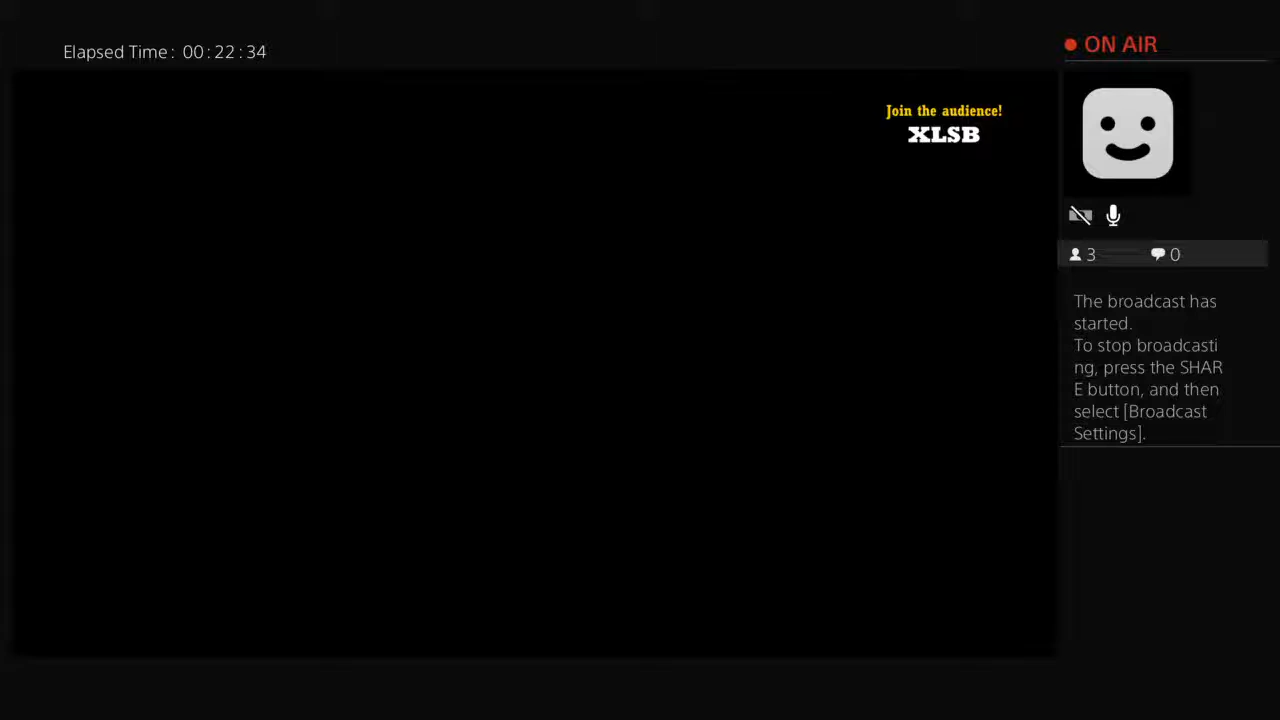 Elapsed Time: 00:22:34
ON AIR
Join the audience!
XLSB
3
0
The broadcast has
started.
To stop broadcasti
ng, press the SHAR
E button, and then
select [Broadcast
Settings].